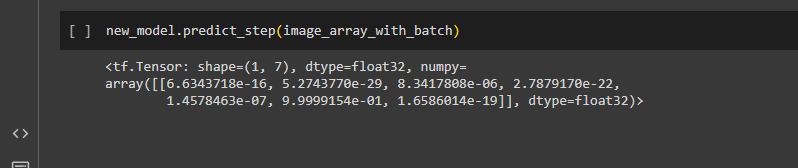 [ ] new_model.predict_step(image_array_with_batch)
<tf.Tensor: shape=(1, 7), dtype=float32, numpy=
array([[6.6343718e-16, 5.2743770e-29, 8.3417808e-06, 2.7879170e-22,
1.4578463e-07, 9.9999154e-01, 1.6586014e-19]], dtype=float32)>
<>